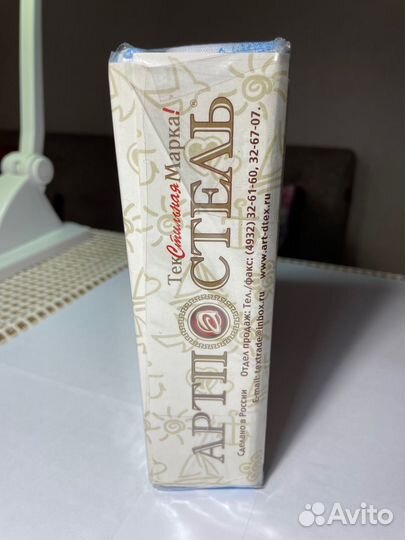 ТекСтильная Марка!
АРТПОСТЕЛЬ®
Сделано в России Отдел продаж: Тел./факс: (4932) 32-61-60, 32-67-07.
E-mail: textrade@inbox.ru www.art-dtex.ru
Avito